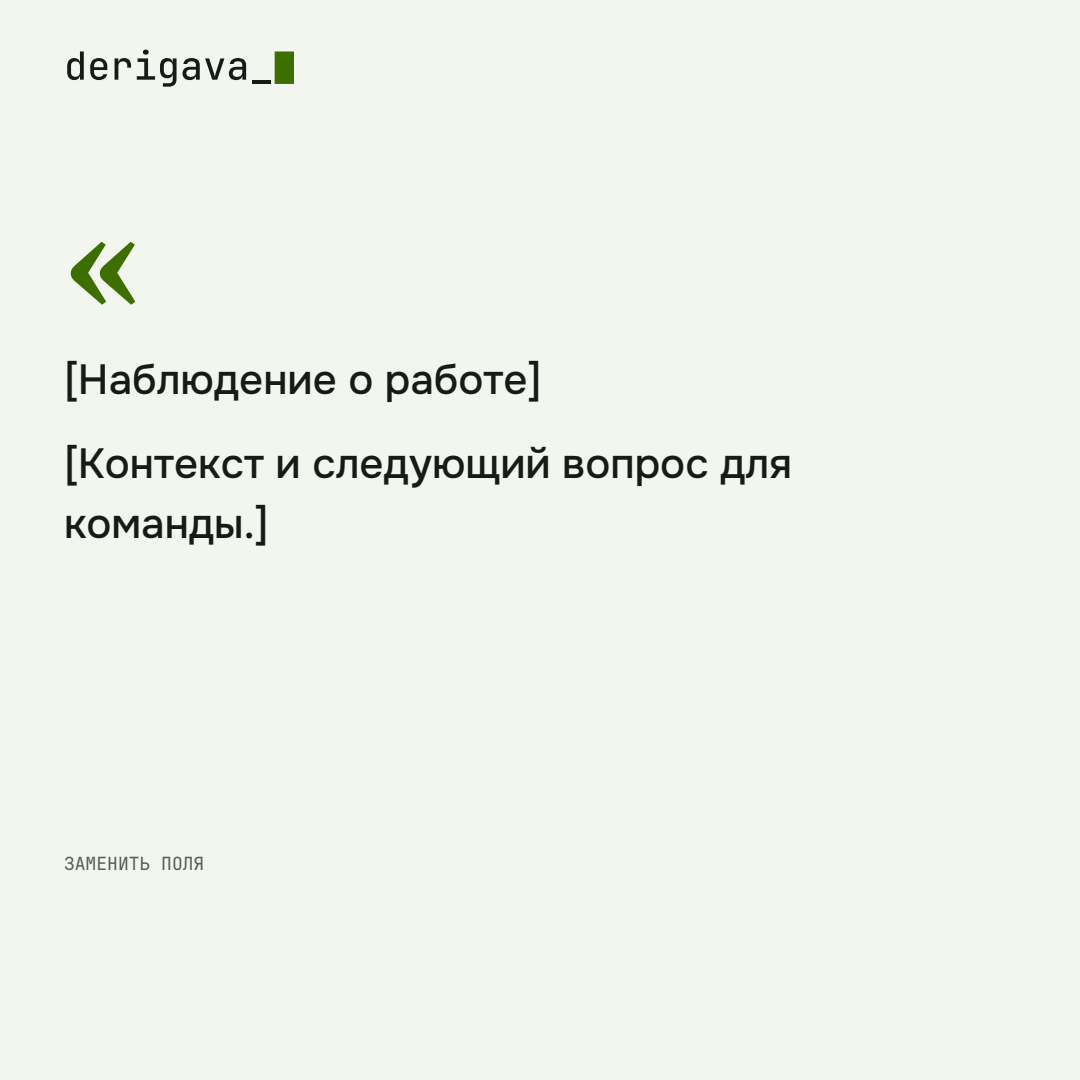 derigava_
«
[Наблюдение о работе]
[Контекст и следующий вопрос для
команды.]
ЗАМЕНИТЬ ПОЛЯ